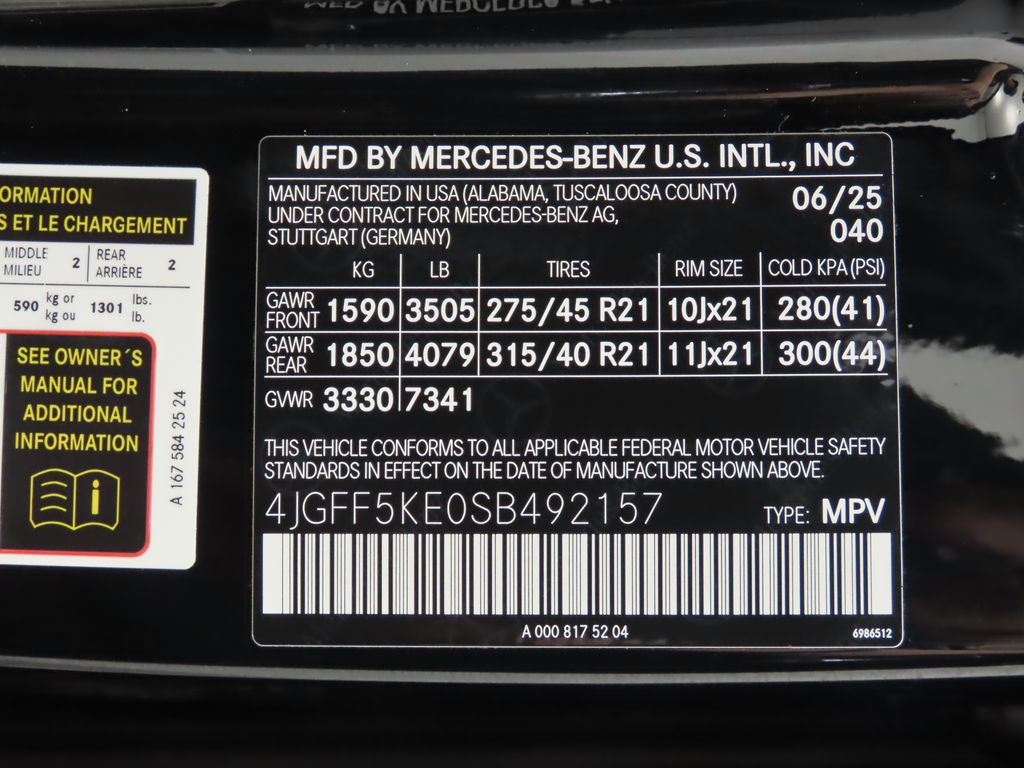 MFD BY MERCEDES-BENZ U.S. INTL., INC
MANUFACTURED IN USA (ALABAMA, TUSCALOOSA COUNTY) 06/25
UNDER CONTRACT FOR MERCEDES-BENZ AG,
STUTTGART (GERMANY) 040
KG LB TIRES RIM SIZE COLD KPA (PSI)
GAWR FRONT 1590 3505 275/45 R21 10Jx21 280(41)
GAWR REAR 1850 4079 315/40 R21 11Jx21 300(44)
GVWR 3330 7341
THIS VEHICLE CONFORMS TO ALL APPLICABLE FEDERAL MOTOR VEHICLE SAFETY
STANDARDS IN EFFECT ON THE DATE OF MANUFACTURE SHOWN ABOVE.
4JGFF5KE0SB492157 TYPE: MPV
A 000 817 52 04 6986512
ORMATION
S ET LE CHARGEMENT
MIDDLE MILIEU 2 REAR ARRIÈRE 2
590 kg or kg ou 1301 lbs. lb.
SEE OWNER´S
MANUAL FOR
ADDITIONAL
INFORMATION
A 167 584 25 24